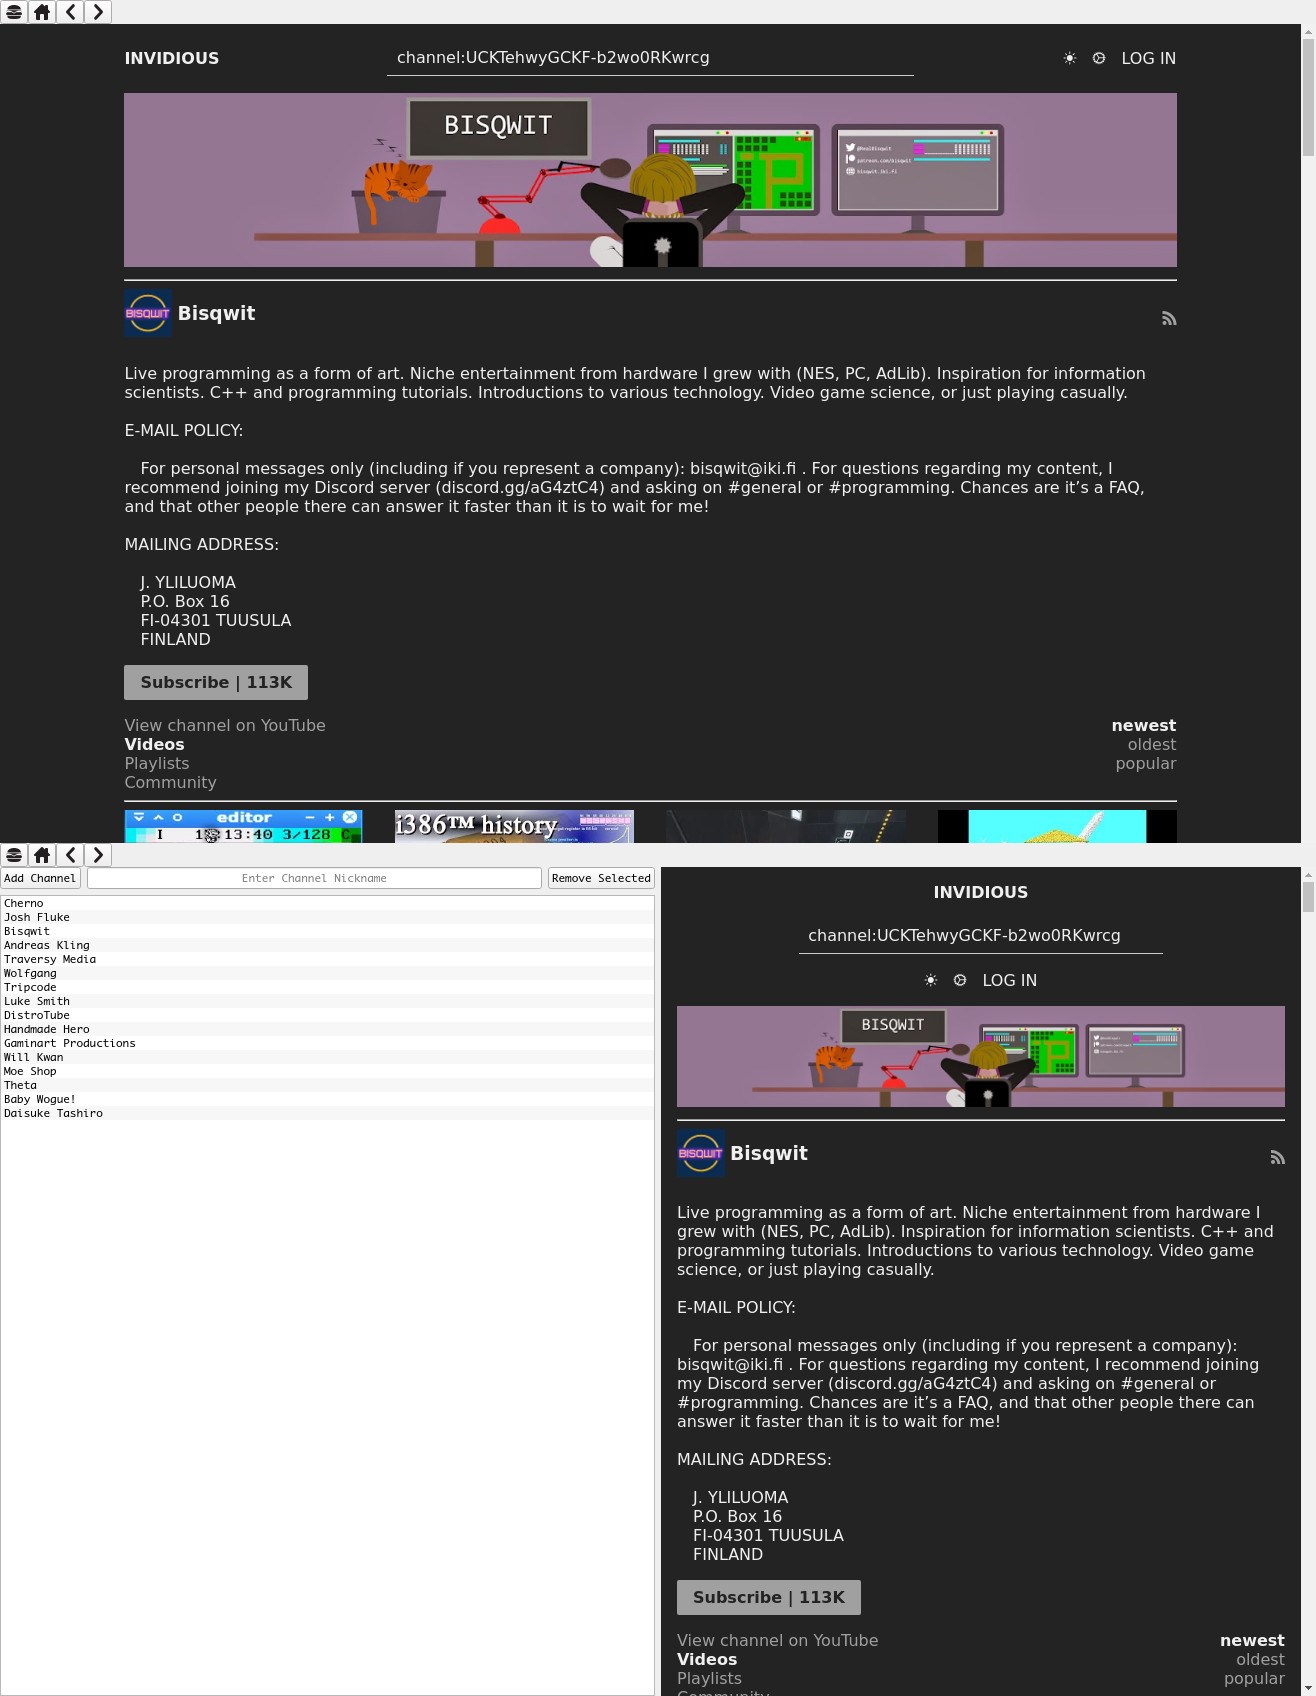 INVIDIOUS
channel:UCKTehwyGCKF-b2wo0RKwrcg
LOG IN
BISQWIT
@RealBisqwit
patreon.com/bisqwit
bisqwit.iki.fi
BISQWIT
Bisqwit
Live programming as a form of art. Niche entertainment from hardware I grew with (NES, PC, AdLib). Inspiration for information
scientists. C++ and programming tutorials. Introductions to various technology. Video game science, or just playing casually.
E-MAIL POLICY:
For personal messages only (including if you represent a company): bisqwit@iki.fi . For questions regarding my content, I
recommend joining my Discord server (discord.gg/aG4ztC4) and asking on #general or #programming. Chances are it’s a FAQ,
and that other people there can answer it faster than it is to wait for me!
MAILING ADDRESS:
J. YLILUOMA
P.O. Box 16
FI-04301 TUUSULA
FINLAND
Subscribe | 113K
View channel on YouTube
Videos
Playlists
Community
newest
oldest
popular
editor
I 13:40 3/128 C
i386™ history
Add Channel
Enter Channel Nickname
Remove Selected
Cherno
Josh Fluke
Bisqwit
Andreas Kling
Traversy Media
Wolfgang
Tripcode
Luke Smith
DistroTube
Handmade Hero
Gaminart Productions
Will Kwan
Moe Shop
Theta
Baby Wogue!
Daisuke Tashiro
INVIDIOUS
channel:UCKTehwyGCKF-b2wo0RKwrcg
LOG IN
BISQWIT
BISQWIT
Bisqwit
Live programming as a form of art. Niche entertainment from hardware I
grew with (NES, PC, AdLib). Inspiration for information scientists. C++ and
programming tutorials. Introductions to various technology. Video game
science, or just playing casually.
E-MAIL POLICY:
For personal messages only (including if you represent a company):
bisqwit@iki.fi . For questions regarding my content, I recommend joining
my Discord server (discord.gg/aG4ztC4) and asking on #general or
#programming. Chances are it’s a FAQ, and that other people there can
answer it faster than it is to wait for me!
MAILING ADDRESS:
J. YLILUOMA
P.O. Box 16
FI-04301 TUUSULA
FINLAND
Subscribe | 113K
View channel on YouTube
Videos
Playlists
Community
newest
oldest
popular